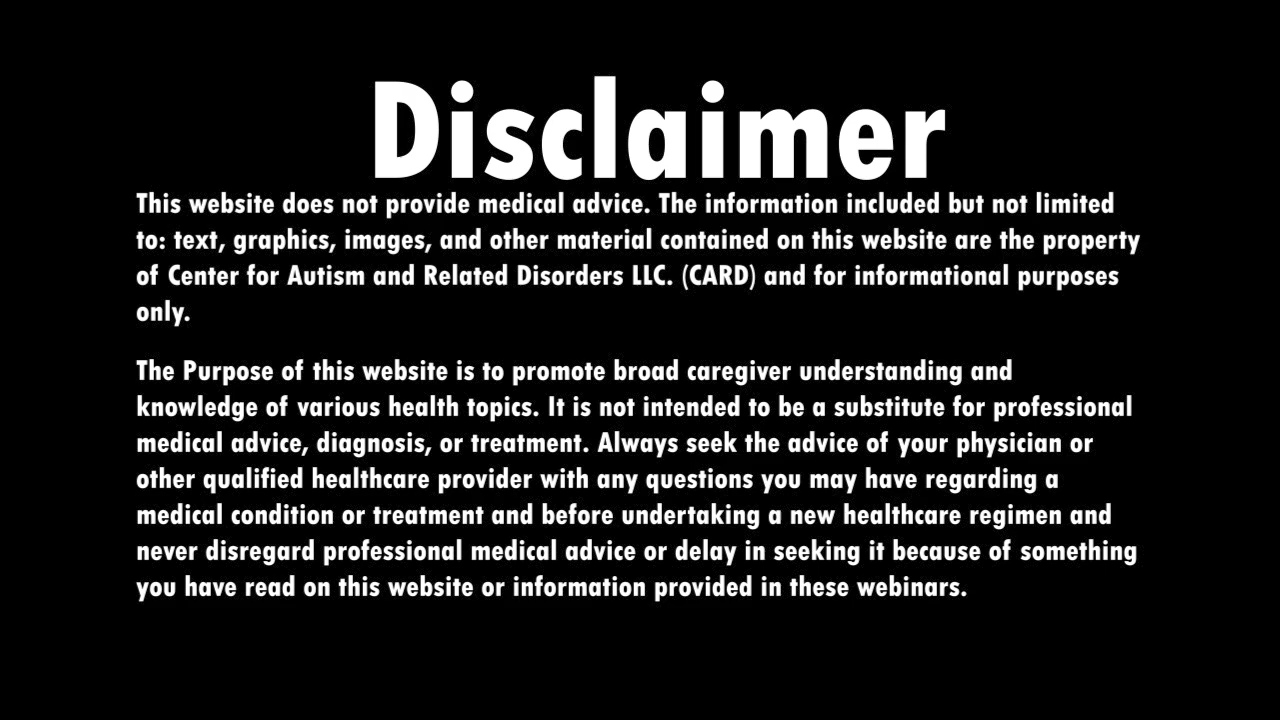 Disclaimer
This website does not provide medical advice. The information included but not limited
to: text, graphics, images, and other material contained on this website are the property
of Center for Autism and Related Disorders LLC. (CARD) and for informational purposes
only.
The Purpose of this website is to promote broad caregiver understanding and
knowledge of various health topics. It is not intended to be a substitute for professional
medical advice, diagnosis, or treatment. Always seek the advice of your physician or
other qualified healthcare provider with any questions you may have regarding a
medical condition or treatment and before undertaking a new healthcare regimen and
never disregard professional medical advice or delay in seeking it because of something
you have read on this website or information provided in these webinars.